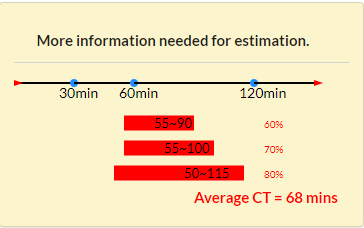 More information needed for estimation.
30min 60min 120min
55~90 60%
55~100 70%
50~115 80%
Average CT = 68 mins